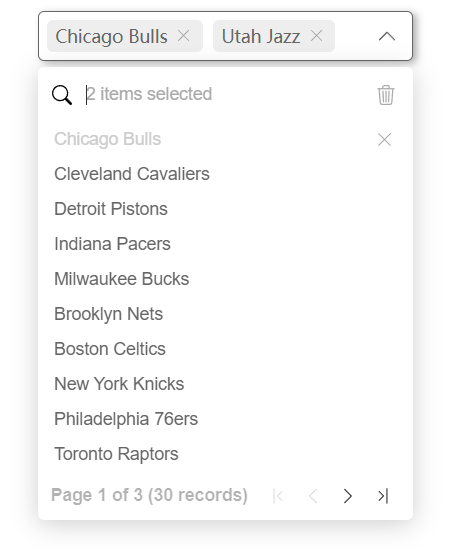 Chicago Bulls Utah Jazz
2 items selected
Chicago Bulls
Cleveland Cavaliers
Detroit Pistons
Indiana Pacers
Milwaukee Bucks
Brooklyn Nets
Boston Celtics
New York Knicks
Philadelphia 76ers
Toronto Raptors
Page 1 of 3 (30 records)